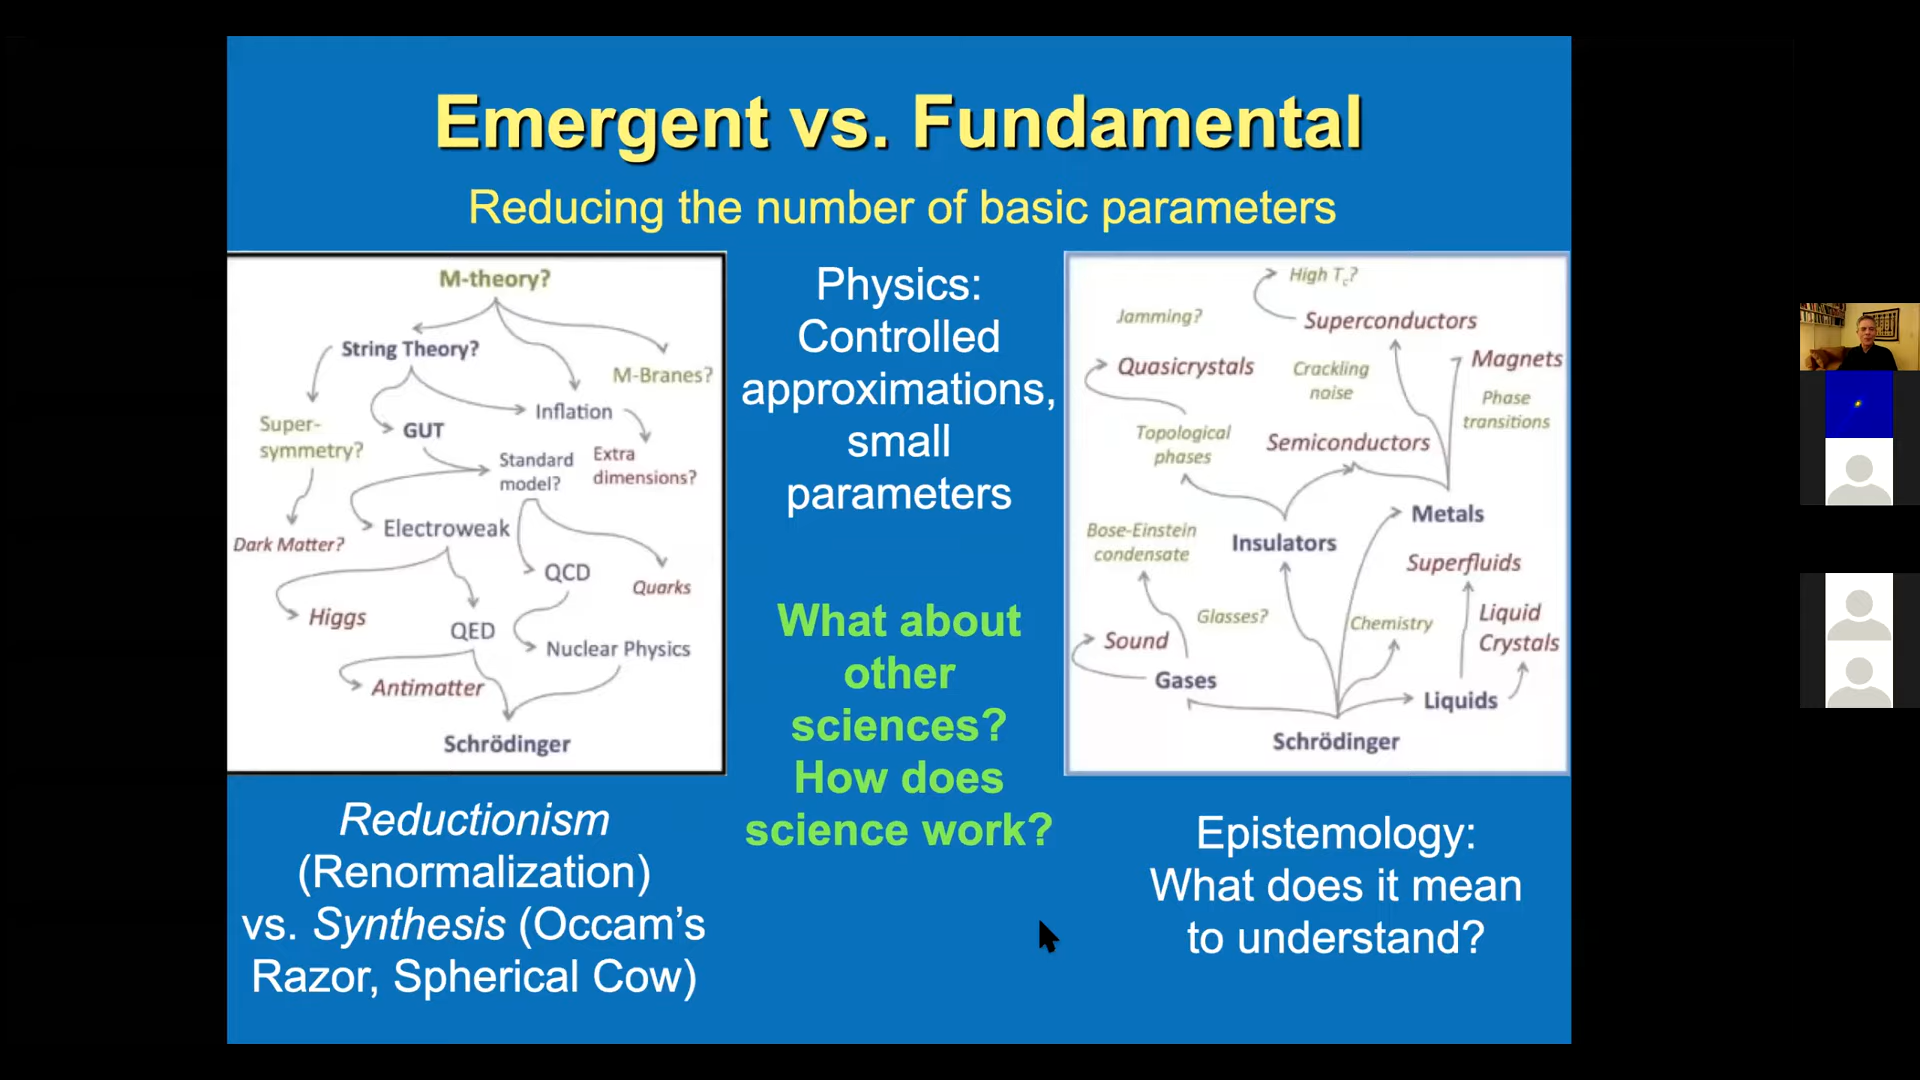 Emergent vs. Fundamental
Reducing the number of basic parameters
M-theory?
String Theory?
M-Branes?
Inflation
Super-
symmetry?
GUT
Standard
model?
Extra
dimensions?
Electroweak
Dark Matter?
QCD
Quarks
Higgs
QED
Nuclear Physics
Antimatter
Schrödinger
Reductionism
(Renormalization)
vs. Synthesis (Occam's
Razor, Spherical Cow)
Physics:
Controlled
approximations,
small
parameters
What about
other
sciences?
How does
science work?
High Tc?
Jamming?
Superconductors
Quasicrystals
Crackling
noise
Magnets
Phase
transitions
Topological
phases
Semiconductors
Metals
Bose-Einstein
condensate
Insulators
Superfluids
Glasses?
Chemistry
Liquid
Crystals
Sound
Gases
Liquids
Schrödinger
Epistemology:
What does it mean
to understand?